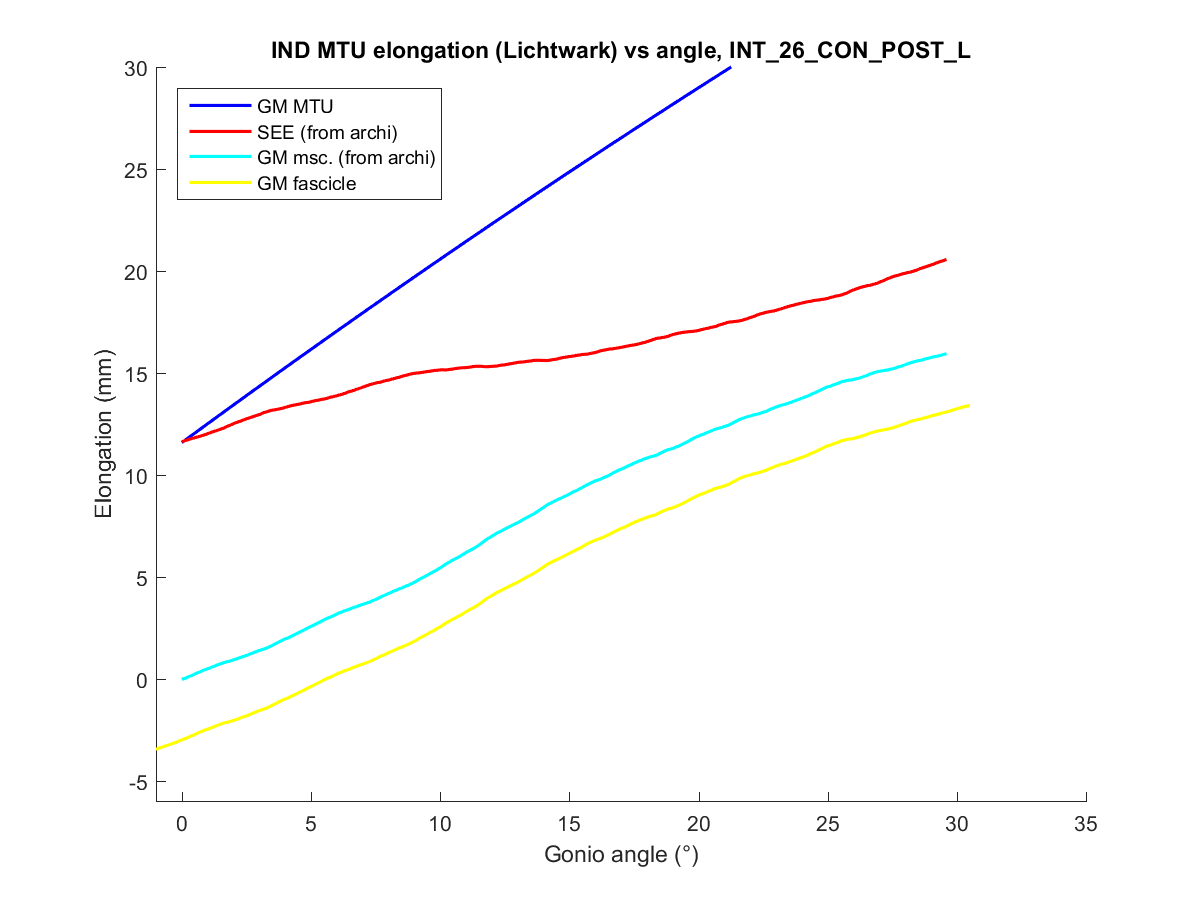 IND MTU elongation (Lichtwark) vs angle, INT_26_CON_POST_L
30
25
20
15
10
5
0
-5
Elongation (mm)
GM MTU
SEE (from archi)
GM msc. (from archi)
GM fascicle
0 5 10 15 20 25 30 35
Gonio angle (°)